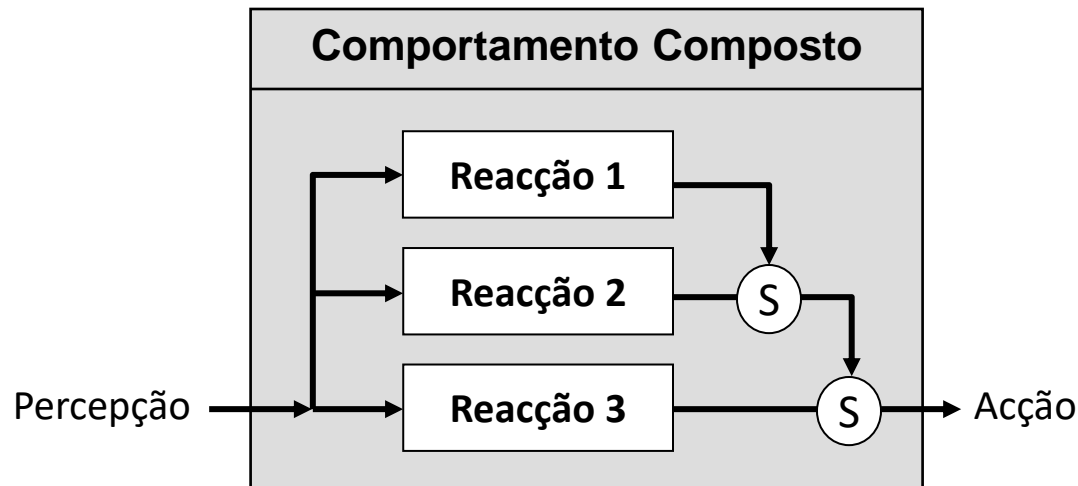 Comportamento Composto
Reacção 1
Reacção 2
S
Percepção
Reacção 3
S
Acção